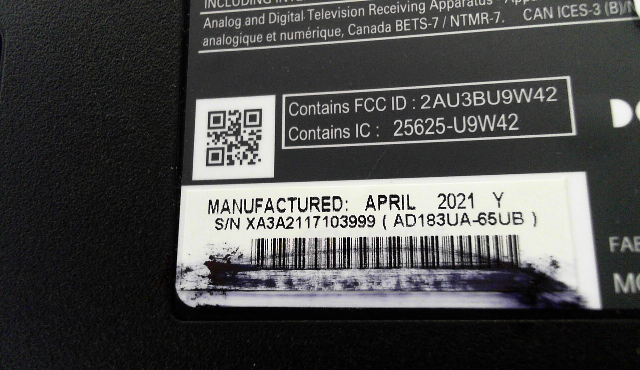 Analog and Digital Television Receiving Apparatus
analogique et numérique, Canada BETS-7 / NTMR-7. CAN ICES-3 (B)/
Contains FCC ID : 2AU3BU9W42
Contains IC : 25625-U9W42
MANUFACTURED: APRIL 2021 Y
S/N XA3A2117103999 ( AD183UA-65UB )